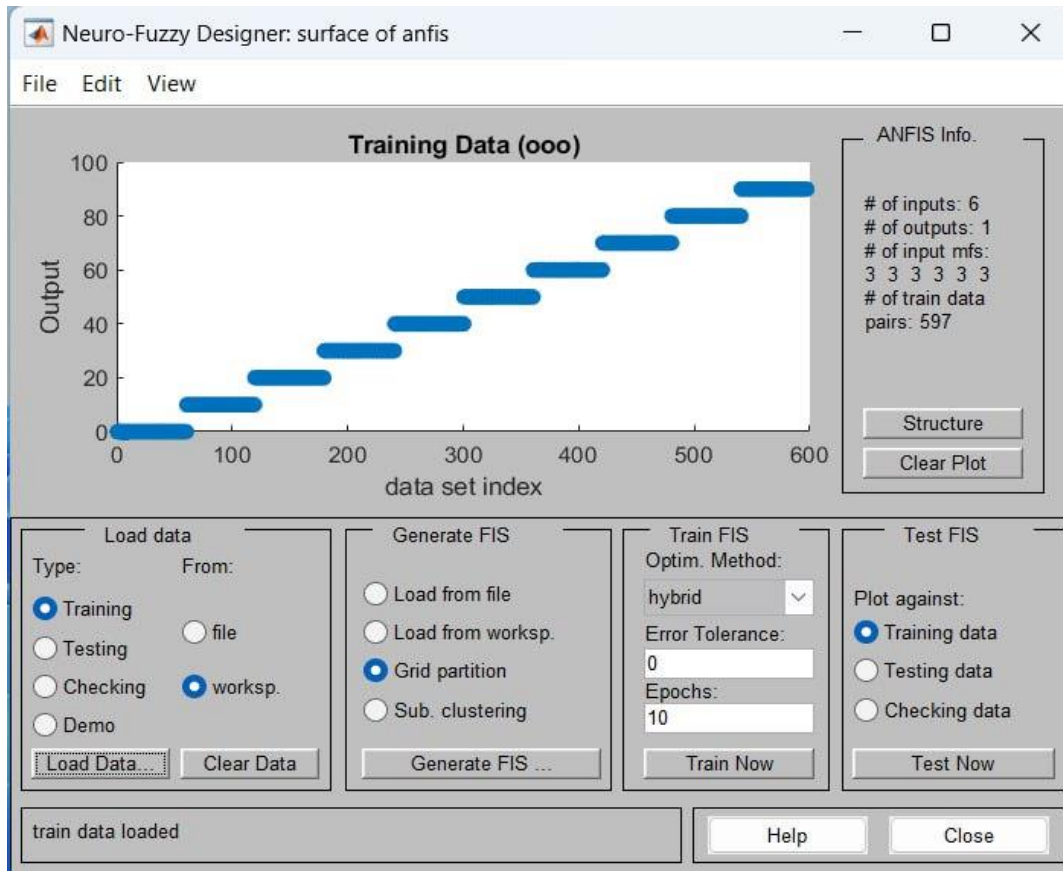 Neuro-Fuzzy Designer: surface of anfis
File Edit View
Training Data (ooo)
100
80
60
40
20
0
Output
0 100 200 300 400 500 600
data set index
ANFIS Info.
# of inputs: 6
# of outputs: 1
# of input mfs:
3 3 3 3 3 3
# of train data
pairs: 597
Structure
Clear Plot
Load data
Type: From:
Training
Testing
Checking
Demo
file
worksp.
Load Data...
Clear Data
Generate FIS
Load from file
Load from worksp.
Grid partition
Sub. clustering
Generate FIS ...
Train FIS
Optim. Method:
hybrid
Error Tolerance:
0
Epochs:
10
Train Now
Test FIS
Plot against:
Training data
Testing data
Checking data
Test Now
train data loaded
Help
Close